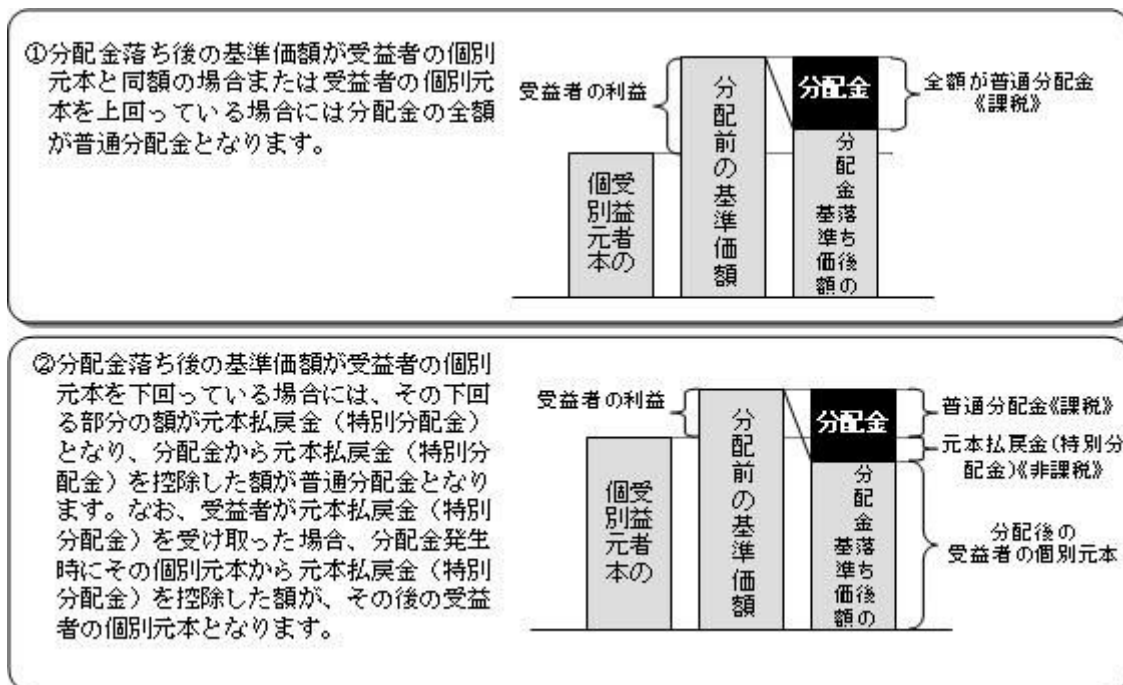 ①分配金落ち後の基準価額が受益者の個別
元本と同額の場合または受益者の個別元
本を上回っている場合には分配金の全額
が普通分配金となります。
受益者の利益
受益者の
個別元本
分配前の基準価額
分配金
分配金落ち後の
基準価額
全額が普通分配金
《課税》
②分配金落ち後の基準価額が受益者の個別
元本を下回っている場合には、その下回
る部分の額が元本払戻金（特別分配金）
となり、分配金から元本払戻金（特別分
配金）を控除した額が普通分配金となり
ます。なお、受益者が元本払戻金（特別
分配金）を受け取った場合、分配金発生
時にその個別元本から元本払戻金（特別
分配金）を控除した額が、その後の受益
者の個別元本となります。
受益者の利益
受益者の
個別元本
分配前の基準価額
分配金
分配金落ち後の
基準価額
普通分配金《課税》
元本払戻金(特別分
配金)《非課税》
分配後の
受益者の個別元本